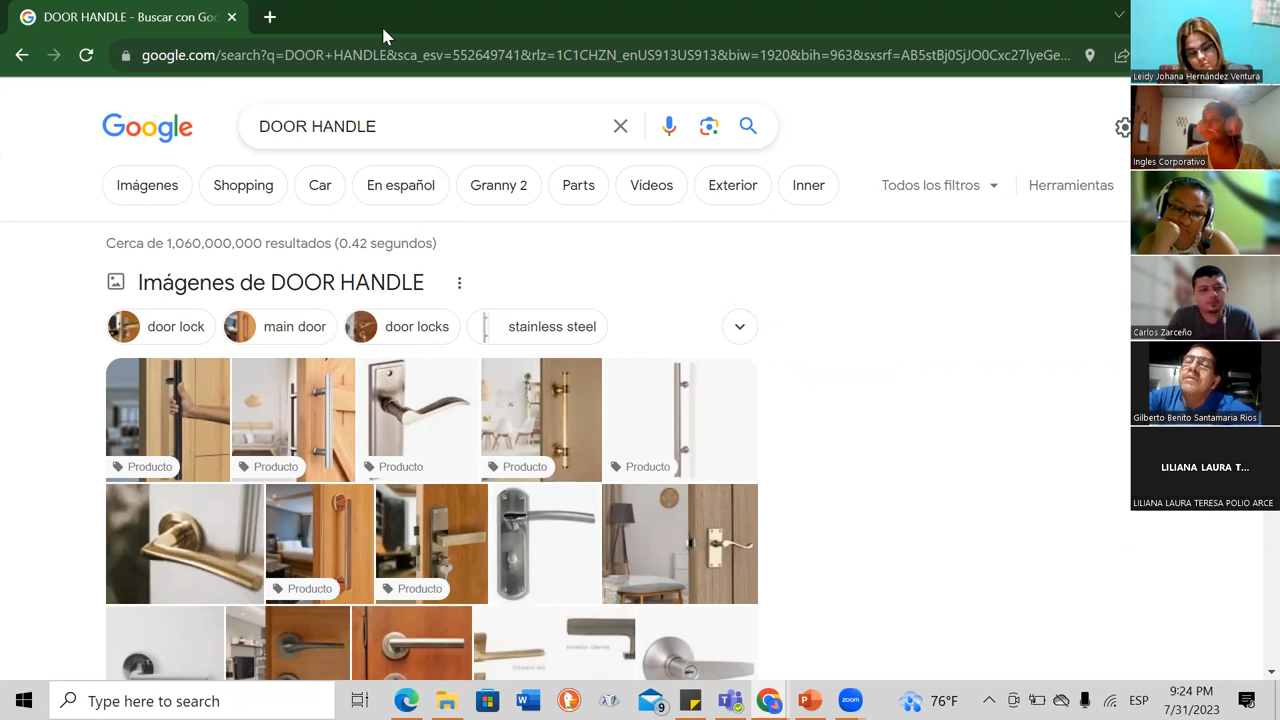 DOOR HANDLE - Buscar con Goo
google.com/search?q=DOOR+HANDLE&sca_esv=552649741&rlz=1C1CHZN_enUS913US913&biw=1920&bih=963&sxsrf=AB5stBj0SjJO0Cxc27lyeGe...
Google
DOOR HANDLE
Imágenes
Shopping
Car
En español
Granny 2
Parts
Vídeos
Exterior
Inner
Todos los filtros
Herramientas
Cerca de 1,060,000,000 resultados (0.42 segundos)
Imágenes de DOOR HANDLE
door lock
main door
door locks
stainless steel
Producto
Producto
Producto
Producto
Producto
Producto
Producto
Leidy Johana Hernández Ventura
Ingles Corporativo
Carlos Zarceño
Gilberto Benito Santamaria Rios
LILIANA LAURA T...
LILIANA LAURA TERESA POLIO ARCE
Type here to search
9
zoom
76°F
ESP
9:24 PM
7/31/2023